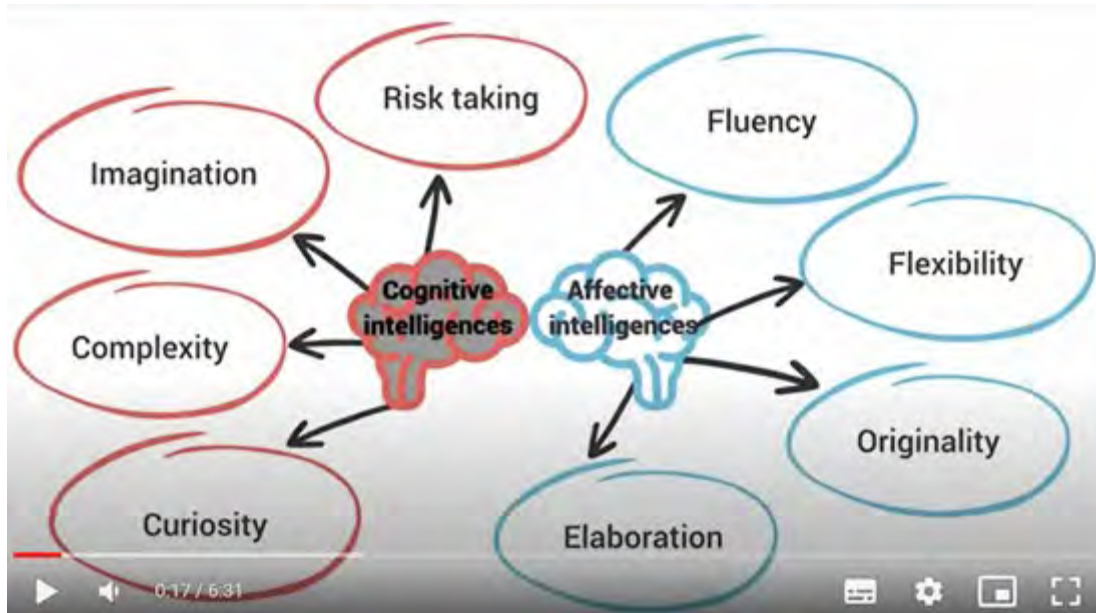 Risk taking
Fluency
Imagination
Flexibility
Cognitive
intelligences
Affective
intelligences
Complexity
Originality
Curiosity
Elaboration
0:17 / 6:31